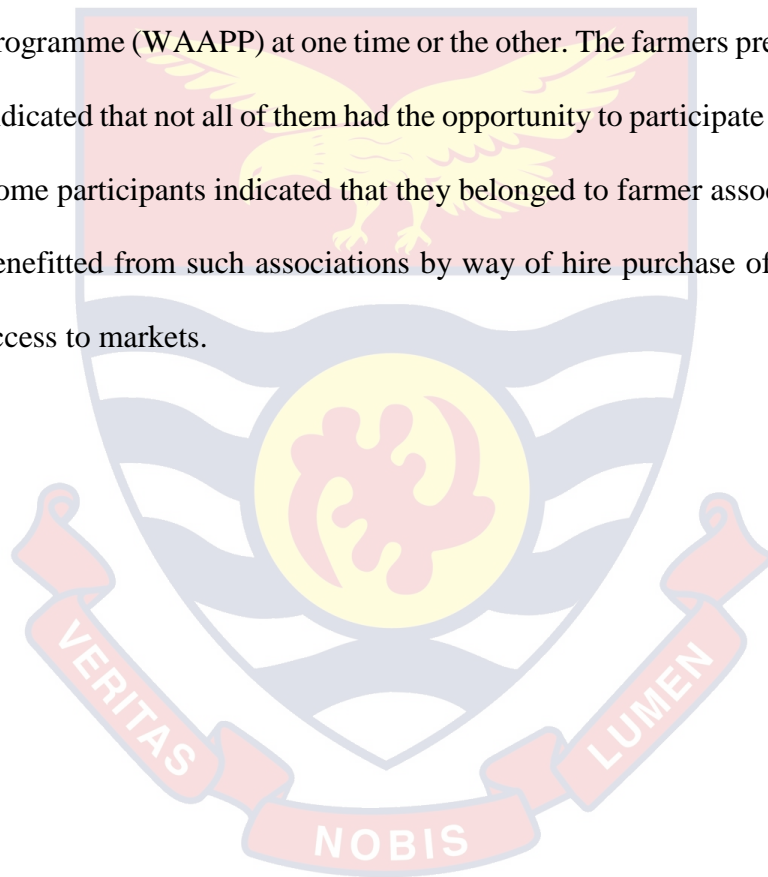 rogramme (WAAPP) at one time or the other. The farmers pre
dicated that not all of them had the opportunity to participate
ome participants indicated that they belonged to farmer assoc
enefitted from such associations by way of hire purchase of
ccess to markets.
VERITAS
NOBIS
LUMEN